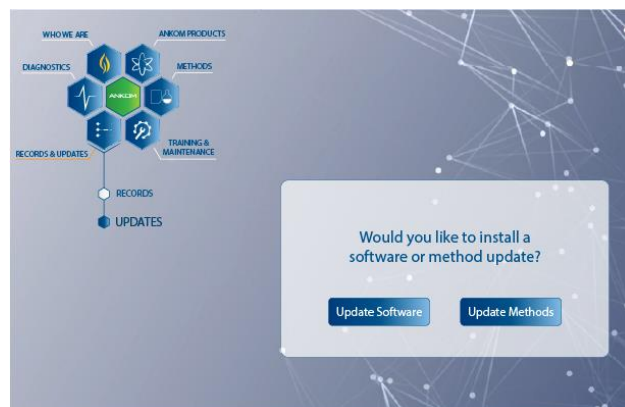 WHO WE ARE
ANKOM PRODUCTS
DIAGNOSTICS
METHODS
ANKOM
RECORDS & UPDATES
TRAINING &
MAINTENANCE
RECORDS
UPDATES
Would you like to install a
software or method update?
Update Software
Update Methods